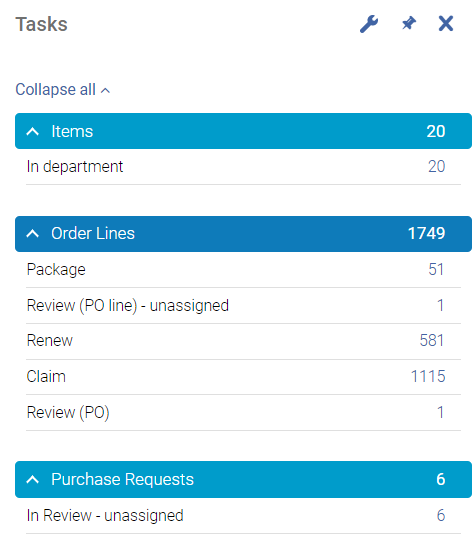 Tasks
Collapse all
Items 20
In department 20
Order Lines 1749
Package 51
Review (PO line) - unassigned 1
Renew 581
Claim 1115
Review (PO) 1
Purchase Requests 6
In Review - unassigned 6